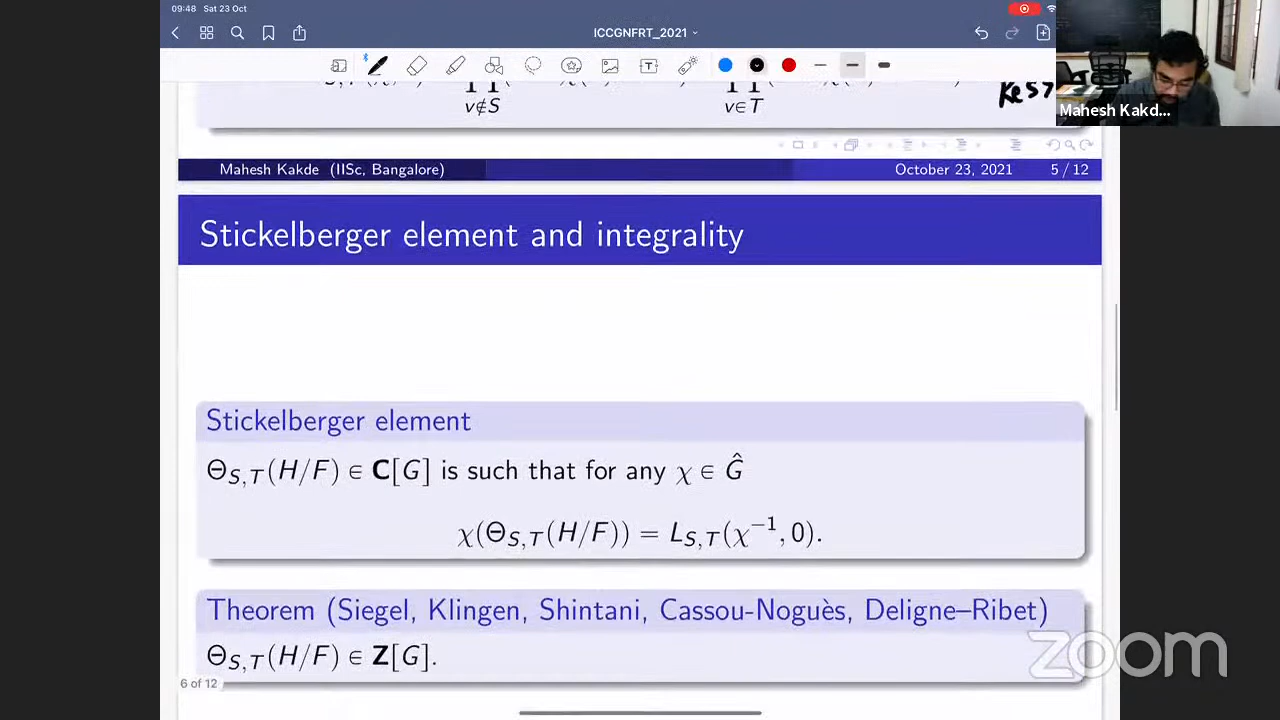 09:48 Sat 23 Oct
ICCGNFRT_2021
v∉S
v∈T
Mahesh Kakd...
Mahesh Kakde (IISc, Bangalore)
October 23, 2021
5 / 12
Stickelberger element and integrality
Stickelberger element
Θ_{S,T}(H/F) ∈ C[G] is such that for any χ ∈ Ĝ
χ(Θ_{S,T}(H/F)) = L_{S,T}(χ⁻¹, 0).
Theorem (Siegel, Klingen, Shintani, Cassou-Noguès, Deligne–Ribet)
Θ_{S,T}(H/F) ∈ Z[G].
zoom
6 of 12